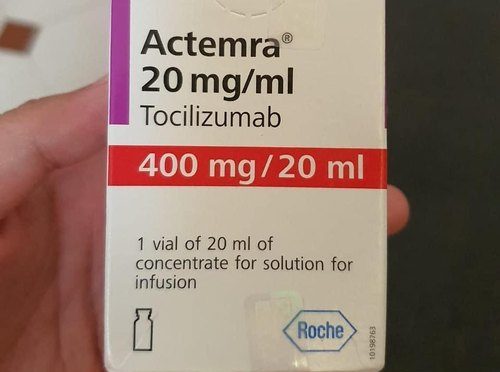 Actemra®
20 mg/ml
Tocilizumab
400 mg/20 ml
1 vial of 20 ml of
concentrate for solution for
infusion
Roche
10198763